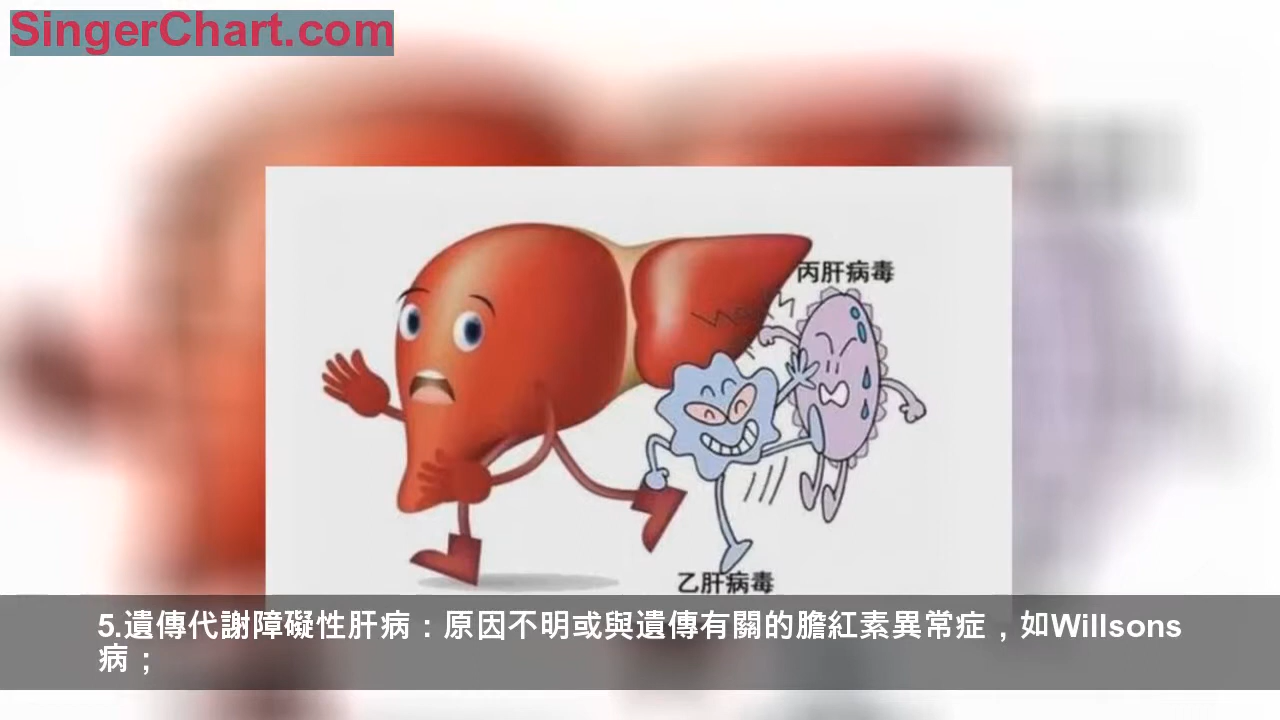 SingerChart.com
丙肝病毒
乙肝病毒
5.遺傳代謝障礙性肝病：原因不明或與遺傳有關的膽紅素異常症，如Willsons
病；